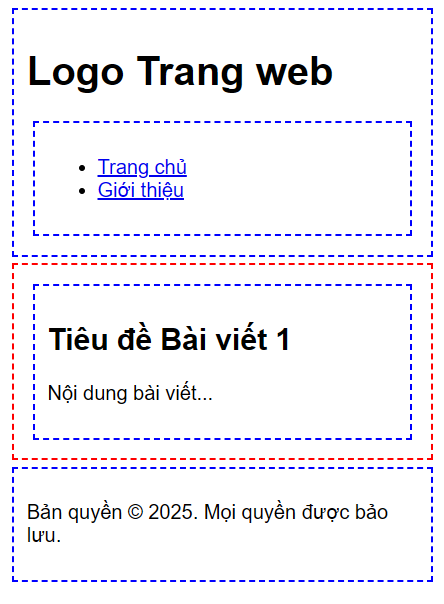 Logo Trang web
Trang chủ
Giới thiệu
Tiêu đề Bài viết 1
Nội dung bài viết...
Bản quyền © 2025. Mọi quyền được bảo
lưu.